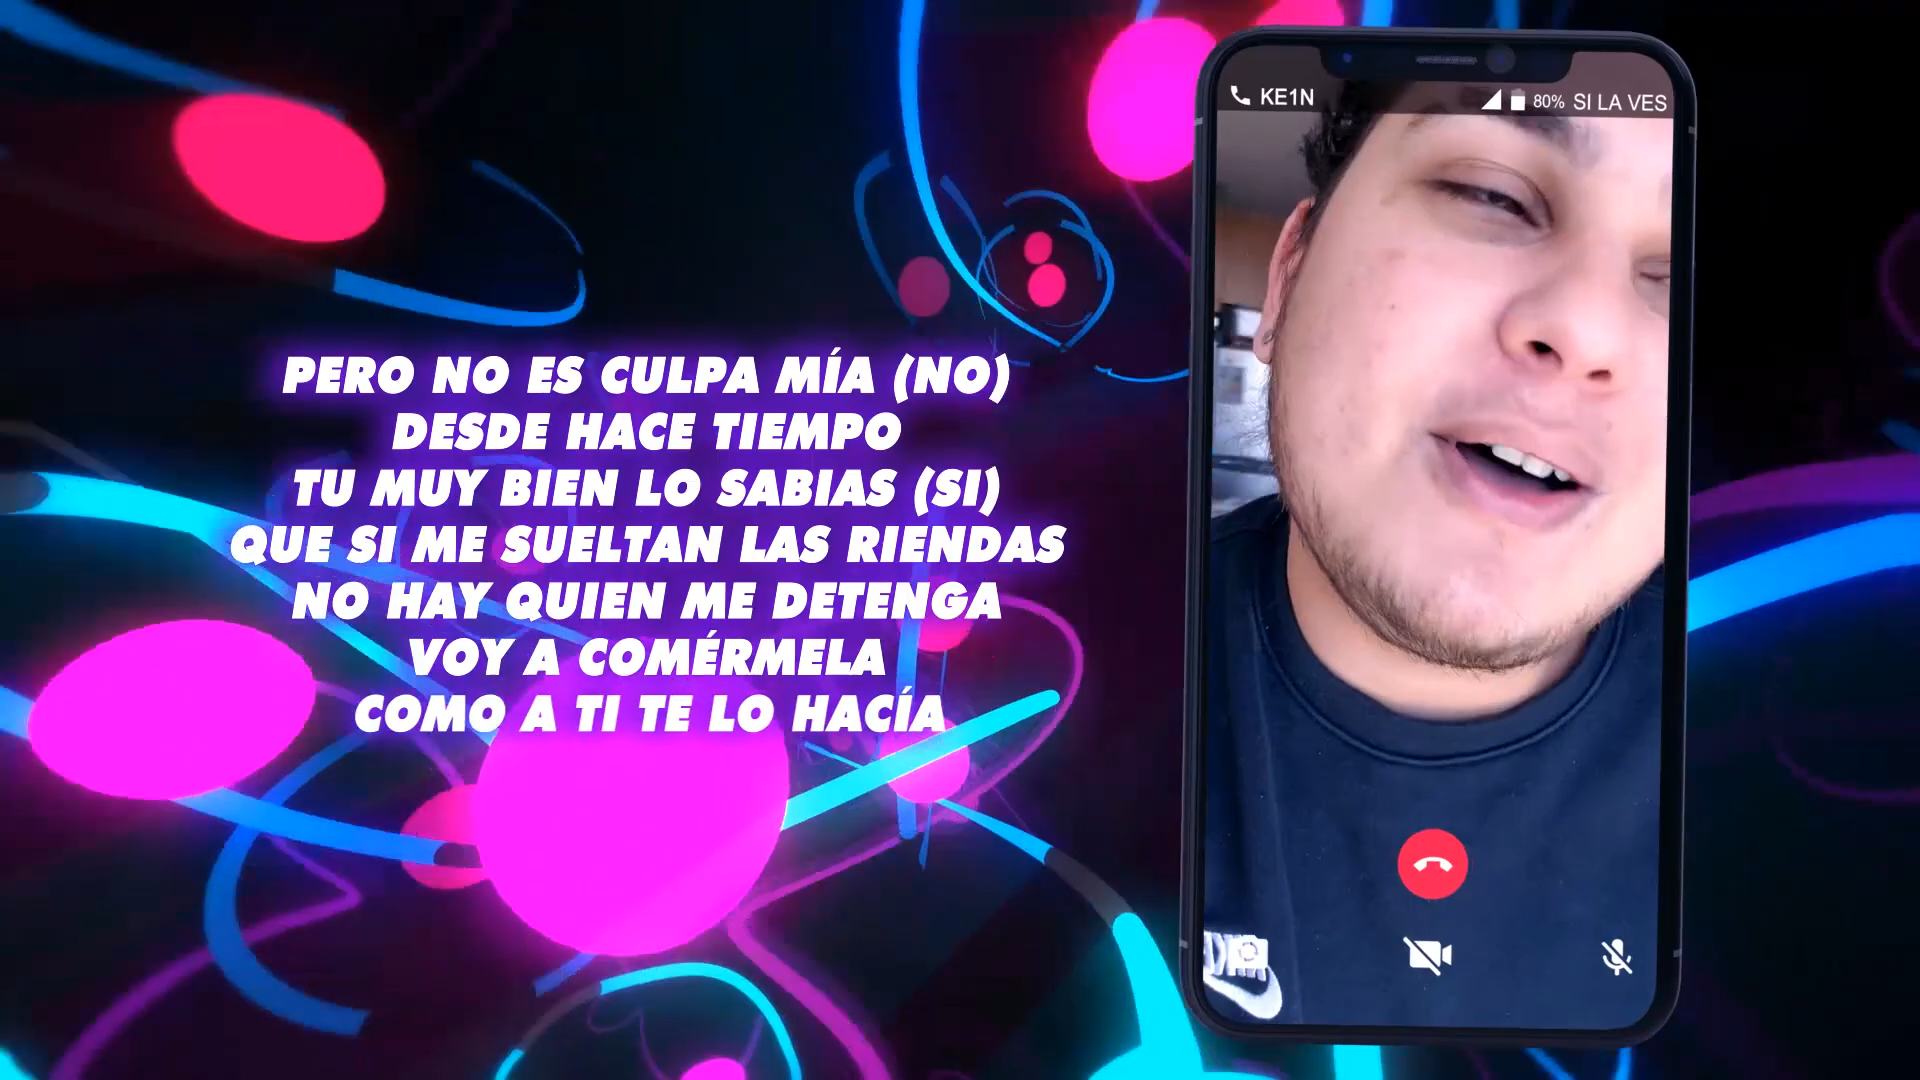 KE1N
80% SI LA VES
PERO NO ES CULPA MÍA (NO)
DESDE HACE TIEMPO
TU MUY BIEN LO SABIAS (SI)
QUE SI ME SUELTAN LAS RIENDAS
NO HAY QUIEN ME DETENGA
VOY A COMÉRMELA
COMO A TI TE LO HACÍA